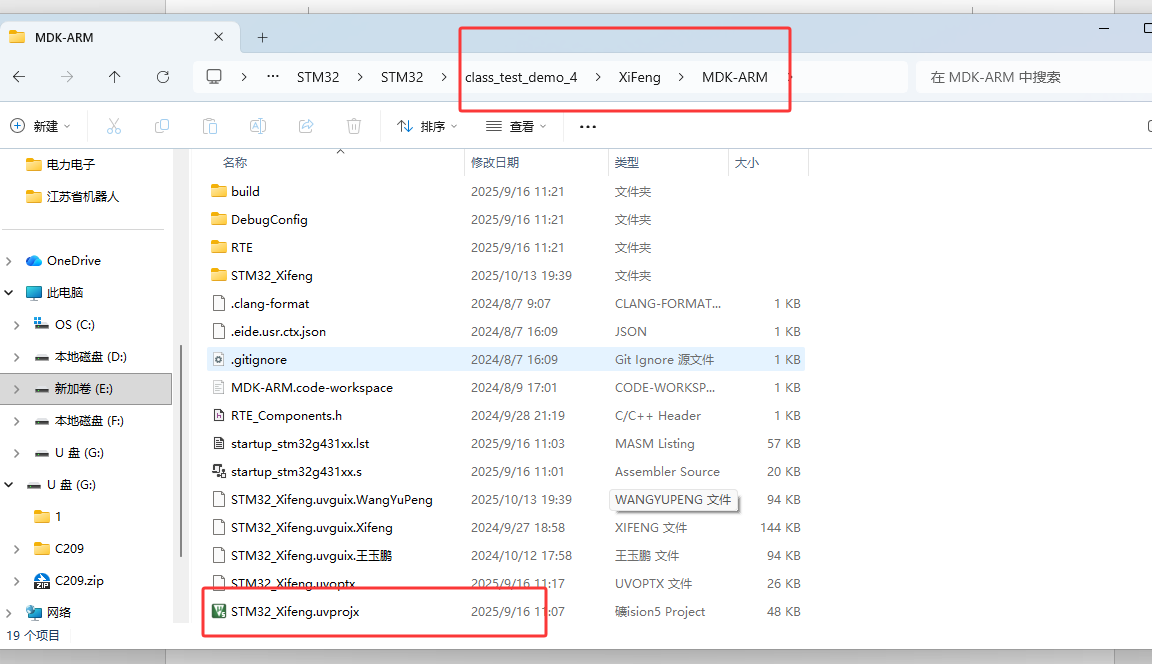 MDK-ARM
STM32 STM32 class_test_demo_4 XiFeng MDK-ARM 在 MDK-ARM 中搜索
新建 排序 查看
名称 修改日期 类型 大小
电力电子
江苏省机器人
OneDrive
此电脑
OS (C:)
本地磁盘 (D:)
新加卷 (E:)
本地磁盘 (F:)
U 盘 (G:)
U 盘 (G:)
1
C209
C209.zip
网络
build 2025/9/16 11:21 文件夹
DebugConfig 2025/9/16 11:21 文件夹
RTE 2025/9/16 11:21 文件夹
STM32_Xifeng 2025/10/13 19:39 文件夹
.clang-format 2024/8/7 9:07 CLANG-FORMAT... 1 KB
.eide.usr.ctx.json 2024/8/7 16:09 JSON 1 KB
.gitignore 2024/8/7 16:09 Git Ignore 源文件 1 KB
MDK-ARM.code-workspace 2024/8/9 17:01 CODE-WORKSP... 1 KB
RTE_Components.h 2024/9/28 21:19 C/C++ Header 1 KB
startup_stm32g431xx.lst 2025/9/16 11:03 MASM Listing 57 KB
startup_stm32g431xx.s 2025/9/16 11:01 Assembler Source 20 KB
STM32_Xifeng.uvguix.WangYuPeng 2025/10/13 19:39 WANGYUPENG 文件 94 KB
STM32_Xifeng.uvguix.Xifeng 2024/9/27 18:58 XIFENG 文件 144 KB
STM32_Xifeng.uvguix.王玉鹏 2024/10/12 17:58 王玉鹏 文件 94 KB
STM32_Xifeng.uvoptx 2025/9/16 11:17 UVOPTX 文件 26 KB
STM32_Xifeng.uvprojx 2025/9/16 11:07 礦ision5 Project 48 KB
19 个项目